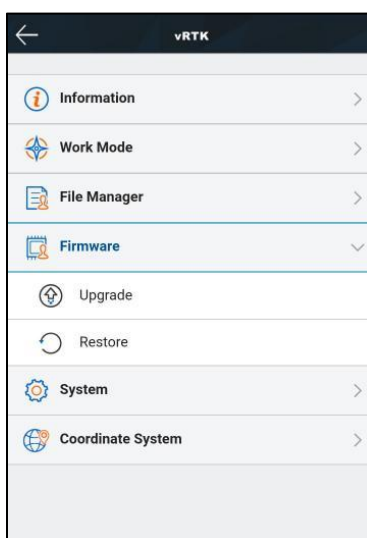 vRTK
Information
Work Mode
File Manager
Firmware
Upgrade
Restore
System
Coordinate System